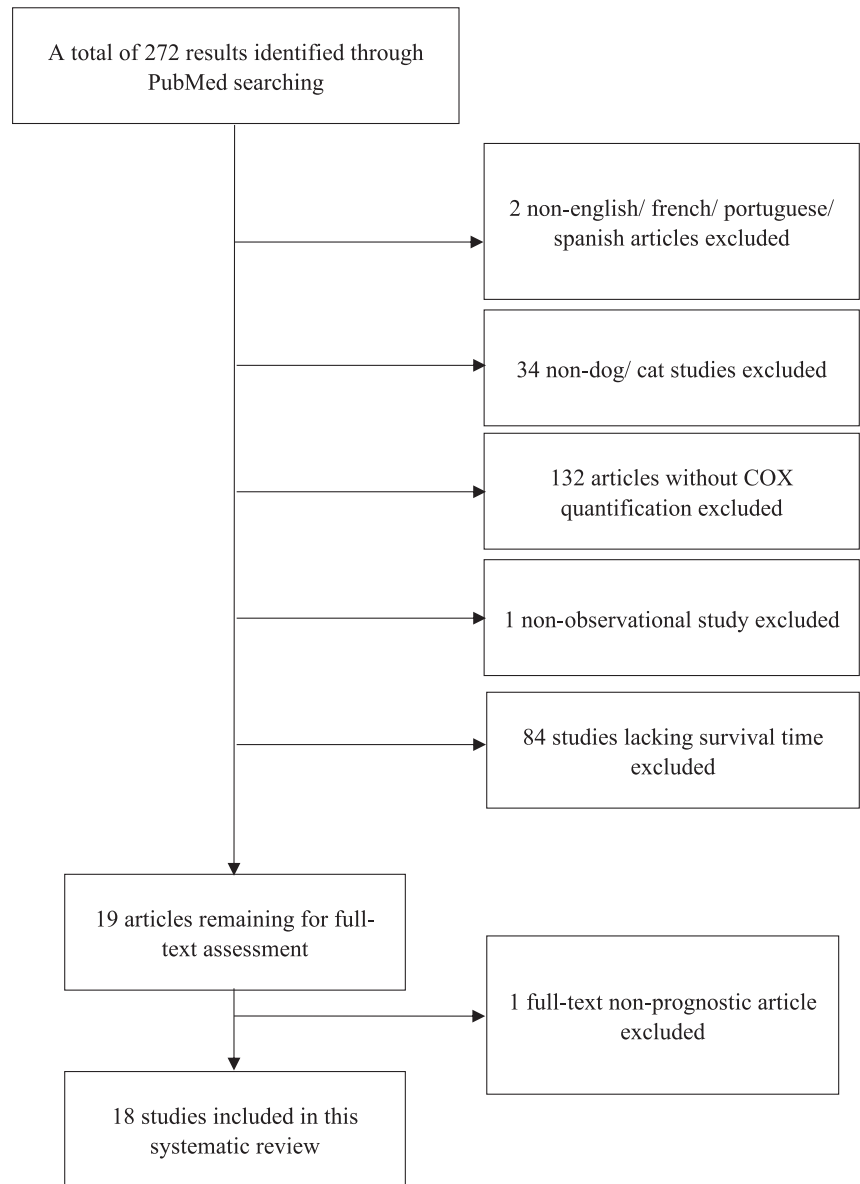 A total of 272 results identified through
PubMed searching
2 non-english/ french/ portuguese/
spanish articles excluded
34 non-dog/ cat studies excluded
132 articles without COX
quantification excluded
1 non-observational study excluded
84 studies lacking survival time
excluded
19 articles remaining for full-
text assessment
1 full-text non-prognostic article
excluded
18 studies included in this
systematic review